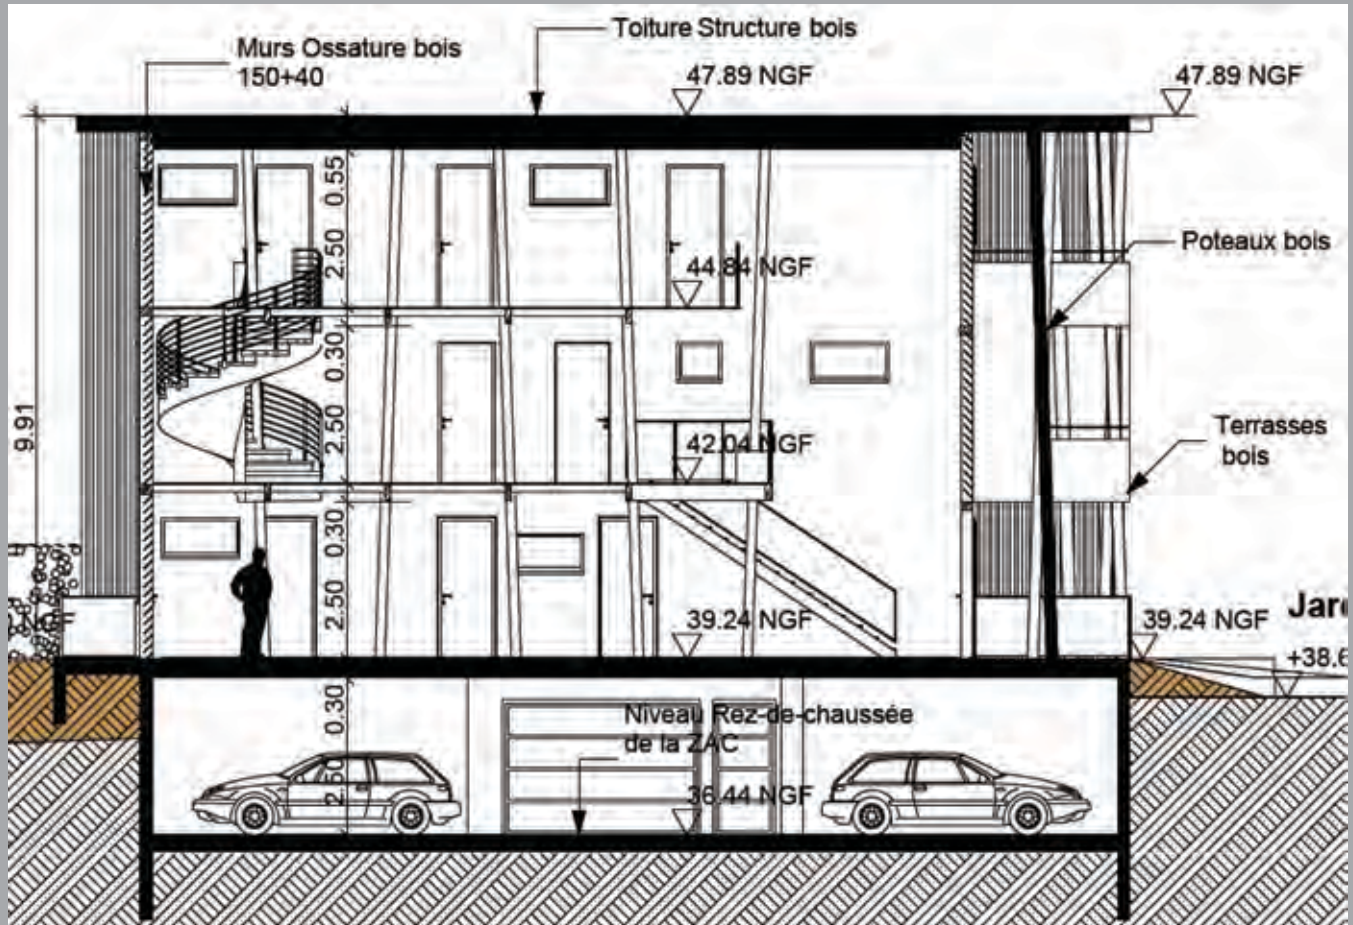 Toiture Structure bois
Murs Ossature bois
150+40
47.89 NGF
47.89 NGF
0.55
Poteaux bois
2.50
44.84 NGF
0.30
9.91
2.50
42.04 NGF
Terrasses
bois
0.30
2.50
39.24 NGF
39.24 NGF
+38.6
0.30
Niveau Rez-de-chaussée
de la ZAC
36.44 NGF